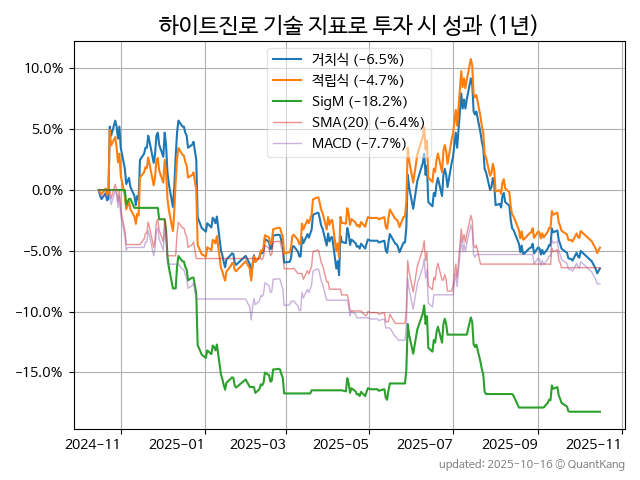 하이트진로 기술 지표로 투자 시 성과 (1년)
거치식 (−6.5%)
적립식 (−4.7%)
SigM (−18.2%)
SMA(20) (−6.4%)
MACD (−7.7%)
10.0%
5.0%
0.0%
−5.0%
−10.0%
−15.0%
2024-11 2025-01 2025-03 2025-05 2025-07 2025-09 2025-11
updated: 2025-10-16 © QuantKang